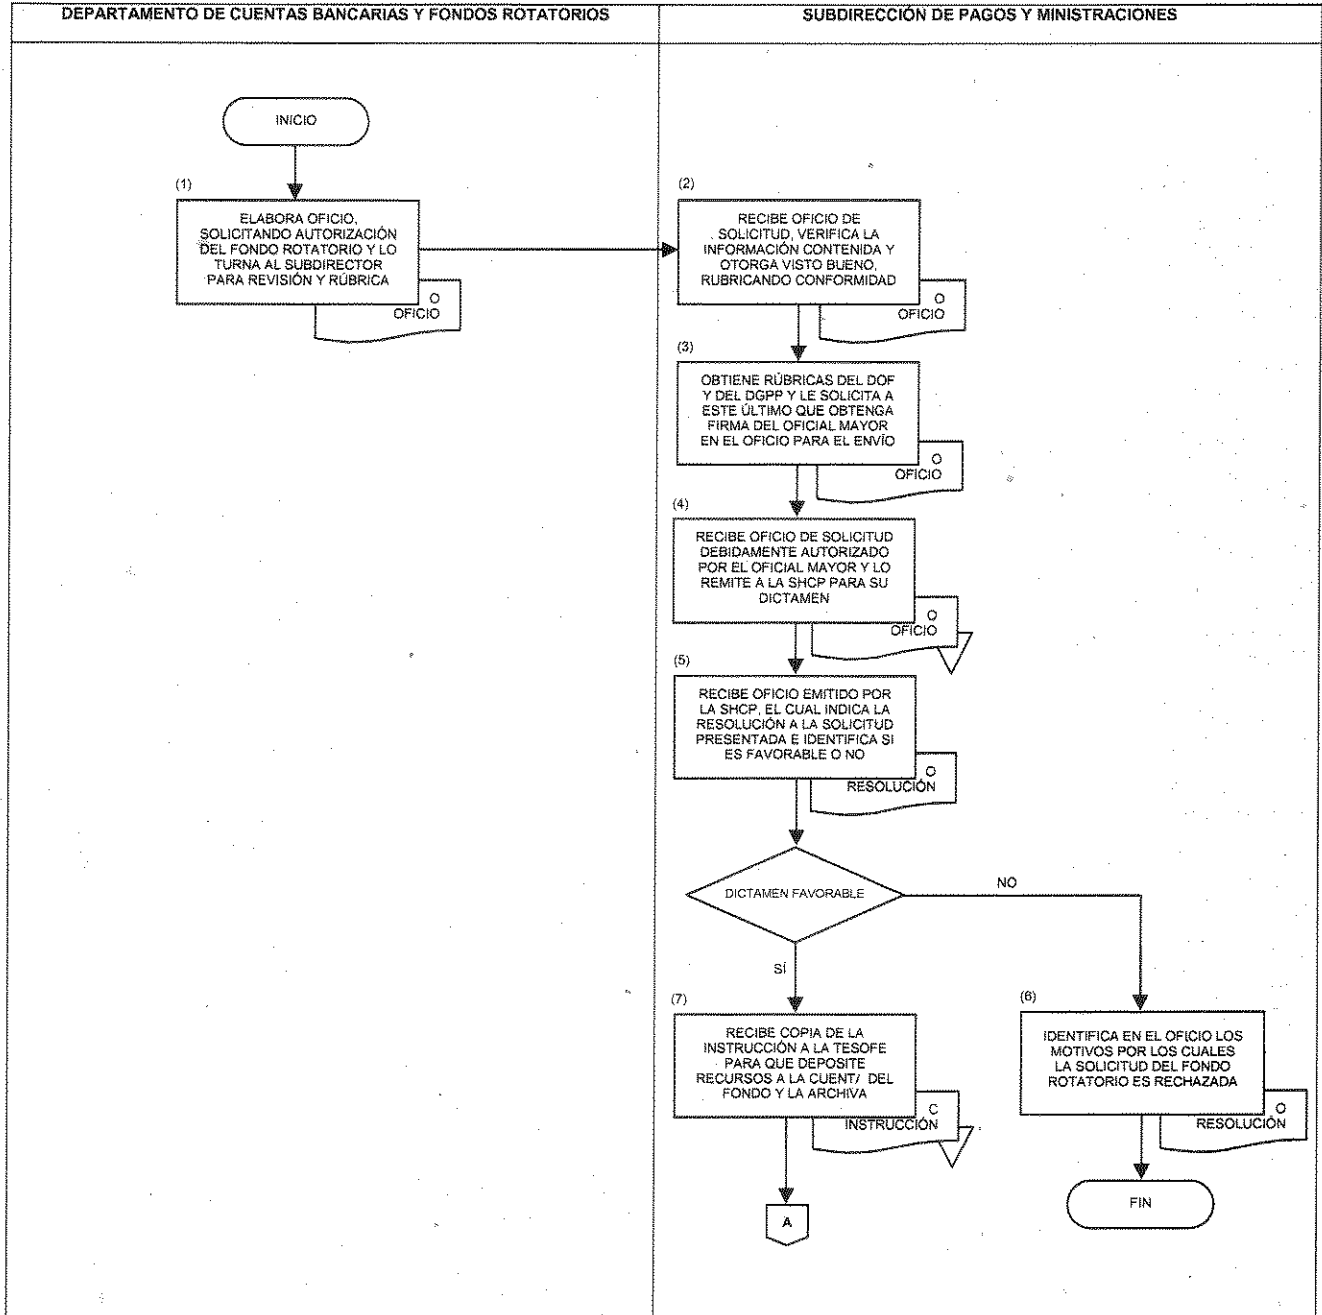 DEPARTAMENTO DE CUENTAS BANCARIAS Y FONDOS ROTATORIOS
SUBDIRECCIÓN DE PAGOS Y MINISTRACIONES
INICIO
(1)
ELABORA OFICIO,
SOLICITANDO AUTORIZACIÓN
DEL FONDO ROTATORIO Y LO
TURNA AL SUBDIRECTOR
PARA REVISIÓN Y RÚBRICA
O
OFICIO
(2)
RECIBE OFICIO DE
SOLICITUD, VERIFICA LA
INFORMACIÓN CONTENIDA Y
OTORGA VISTO BUENO,
RUBRICANDO CONFORMIDAD
O
OFICIO
(3)
OBTIENE RÚBRICAS DEL DOF
Y DEL DGPP Y LE SOLICITA A
ESTE ÚLTIMO QUE OBTENGA
FIRMA DEL OFICIAL MAYOR
EN EL OFICIO PARA EL ENVÍO
O
OFICIO
(4)
RECIBE OFICIO DE SOLICITUD
DEBIDAMENTE AUTORIZADO
POR EL OFICIAL MAYOR Y LO
REMITE A LA SHCP PARA SU
DICTAMEN
O
OFICIO
(5)
RECIBE OFICIO EMITIDO POR
LA SHCP, EL CUAL INDICA LA
RESOLUCIÓN A LA SOLICITUD
PRESENTADA E IDENTIFICA SI
ES FAVORABLE O NO
O
RESOLUCIÓN
DICTAMEN FAVORABLE
NO
SÍ
(7)
RECIBE COPIA DE LA
INSTRUCCIÓN A LA TESOFE
PARA QUE DEPOSITE
RECURSOS A LA CUENT/ DEL
FONDO Y LA ARCHIVA
C
INSTRUCCIÓN
(6)
IDENTIFICA EN EL OFICIO LOS
MOTIVOS POR LOS CUALES
LA SOLICITUD DEL FONDO
ROTATORIO ES RECHAZADA
O
RESOLUCIÓN
A
FIN